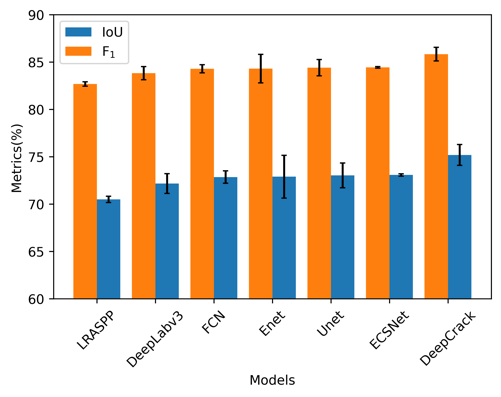 90
85
80
75
70
65
60
Metrics(%)
IoU
F₁
LRASPP
DeepLabv3
FCN
Enet
Unet
ECSNet
DeepCrack
Models